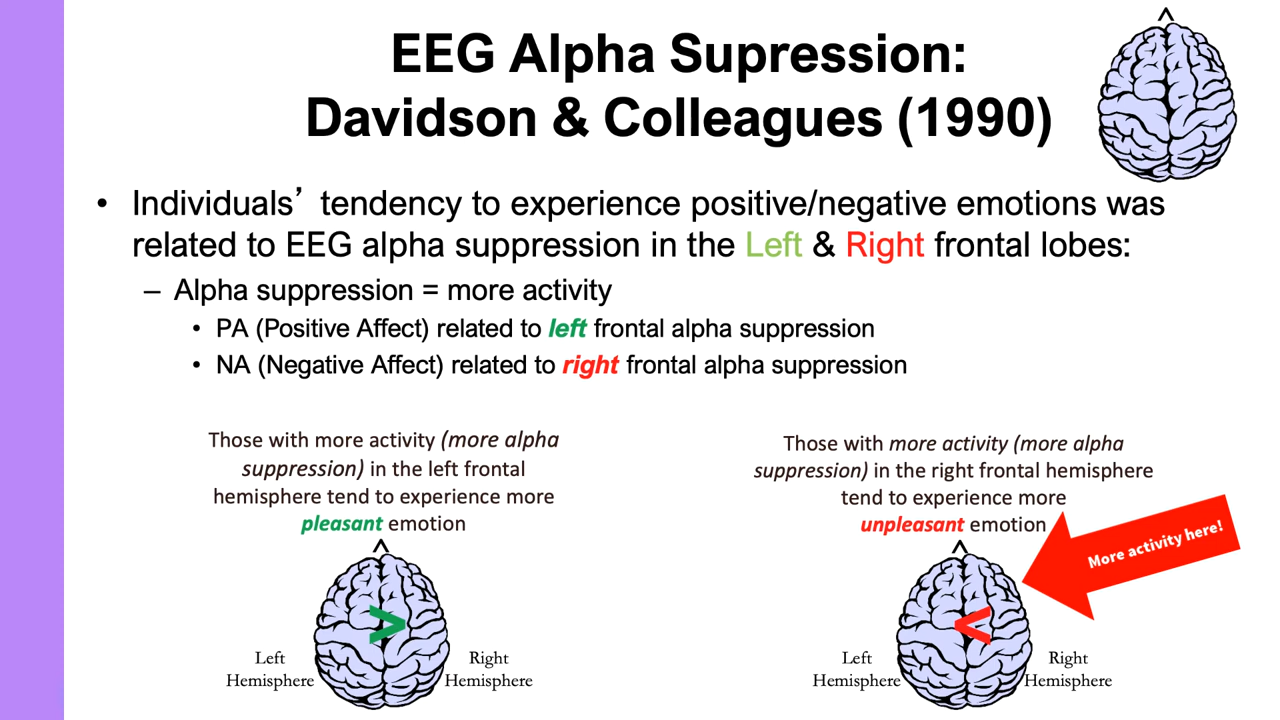 EEG Alpha Supression:
Davidson & Colleagues (1990)
• Individuals’ tendency to experience positive/negative emotions was
related to EEG alpha suppression in the Left & Right frontal lobes:
– Alpha suppression = more activity
• PA (Positive Affect) related to left frontal alpha suppression
• NA (Negative Affect) related to right frontal alpha suppression
Those with more activity (more alpha
suppression) in the left frontal
hemisphere tend to experience more
pleasant emotion
>
Left
Hemisphere
Right
Hemisphere
Those with more activity (more alpha
suppression) in the right frontal hemisphere
tend to experience more
unpleasant emotion
More activity here!
<
Left
Hemisphere
Right
Hemisphere